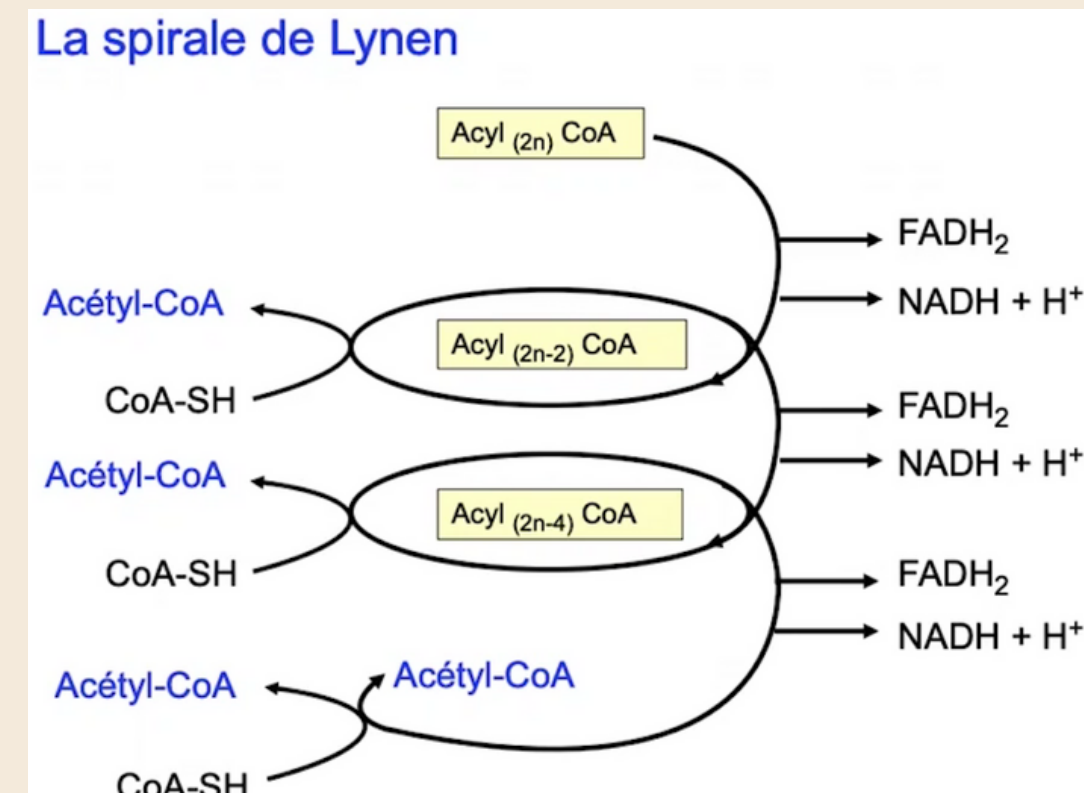 La spirale de Lynen
Acyl (2n) CoA
FADH₂
NADH + H⁺
Acétyl-CoA
Acyl (2n-2) CoA
CoA-SH
FADH₂
NADH + H⁺
Acétyl-CoA
Acyl (2n-4) CoA
CoA-SH
FADH₂
NADH + H⁺
Acétyl-CoA
Acétyl-CoA
CoA-SH